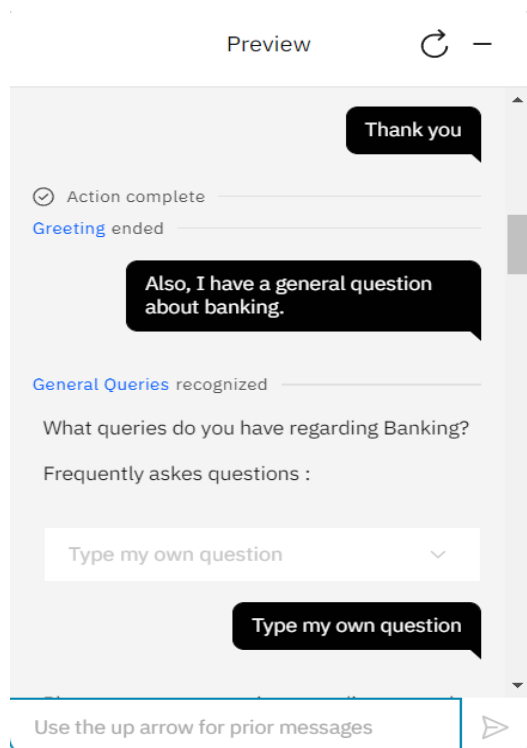 Preview
Thank you
Action complete
Greeting ended
Also, I have a general question
about banking.
General Queries recognized
What queries do you have regarding Banking?
Frequently askes questions :
Type my own question
Type my own question
Use the up arrow for prior messages